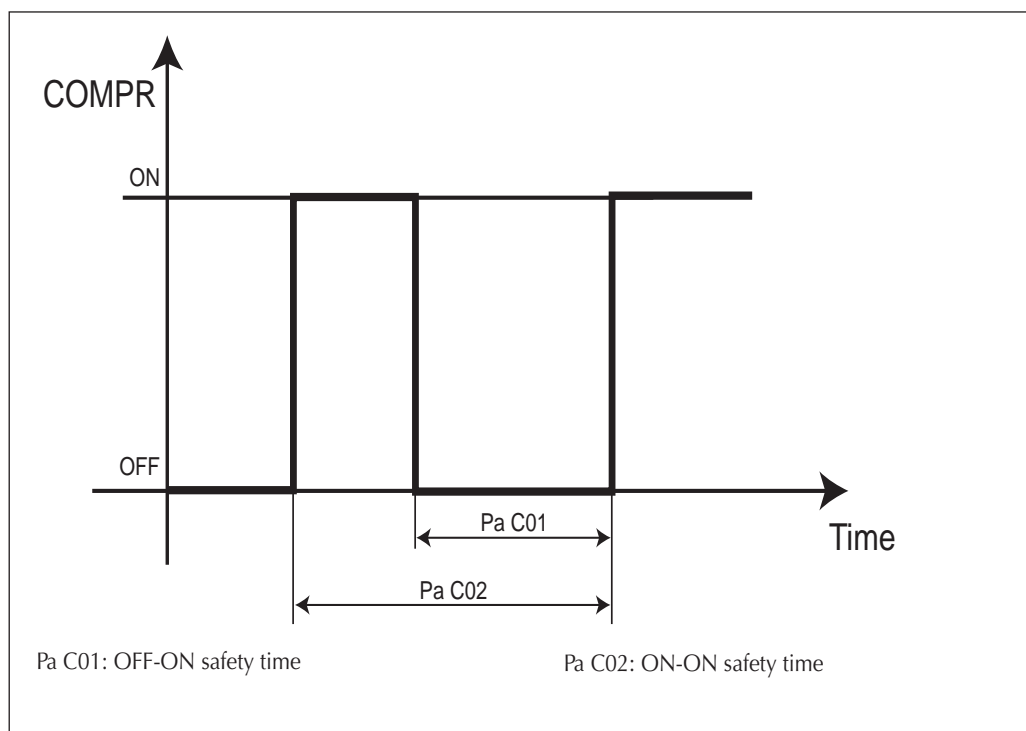 COMPR
ON
OFF
Pa C01
Time
Pa C02
Pa C01: OFF-ON safety time
Pa C02: ON-ON safety time